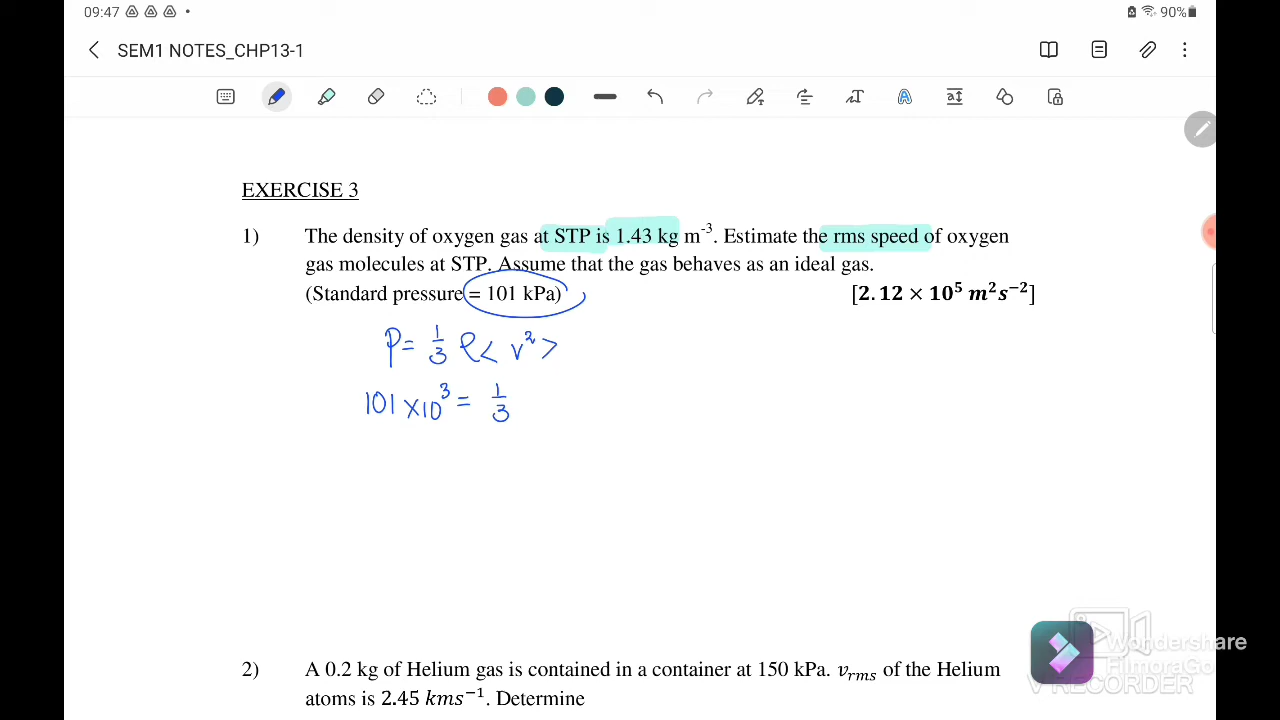 09:47 90%
SEM1 NOTES_CHP13-1
EXERCISE 3
1) The density of oxygen gas at STP is 1.43 kg m⁻³. Estimate the rms speed of oxygen
gas molecules at STP. Assume that the gas behaves as an ideal gas.
(Standard pressure = 101 kPa) [2.12 × 10⁵ m²s⁻²]
P = 1/3 ρ< v² >
101 × 10³ = 1/3
2) A 0.2 kg of Helium gas is contained in a container at 150 kPa. vᵣₘₛ of the Helium
atoms is 2.45 kms⁻¹. Determine
Wondershare
FilmoraGo
V RECORDER